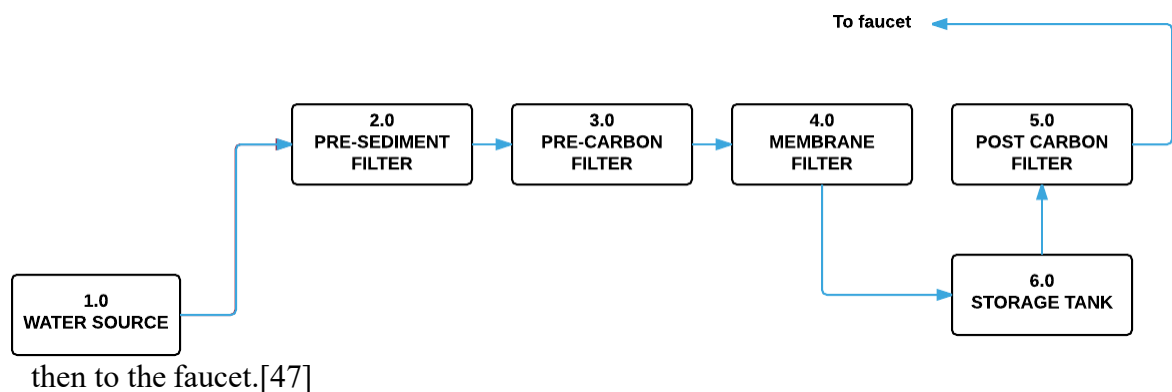 To faucet
2.0
PRE-SEDIMENT
FILTER
3.0
PRE-CARBON
FILTER
4.0
MEMBRANE
FILTER
5.0
POST CARBON
FILTER
1.0
WATER SOURCE
6.0
STORAGE TANK
then to the faucet.[47]